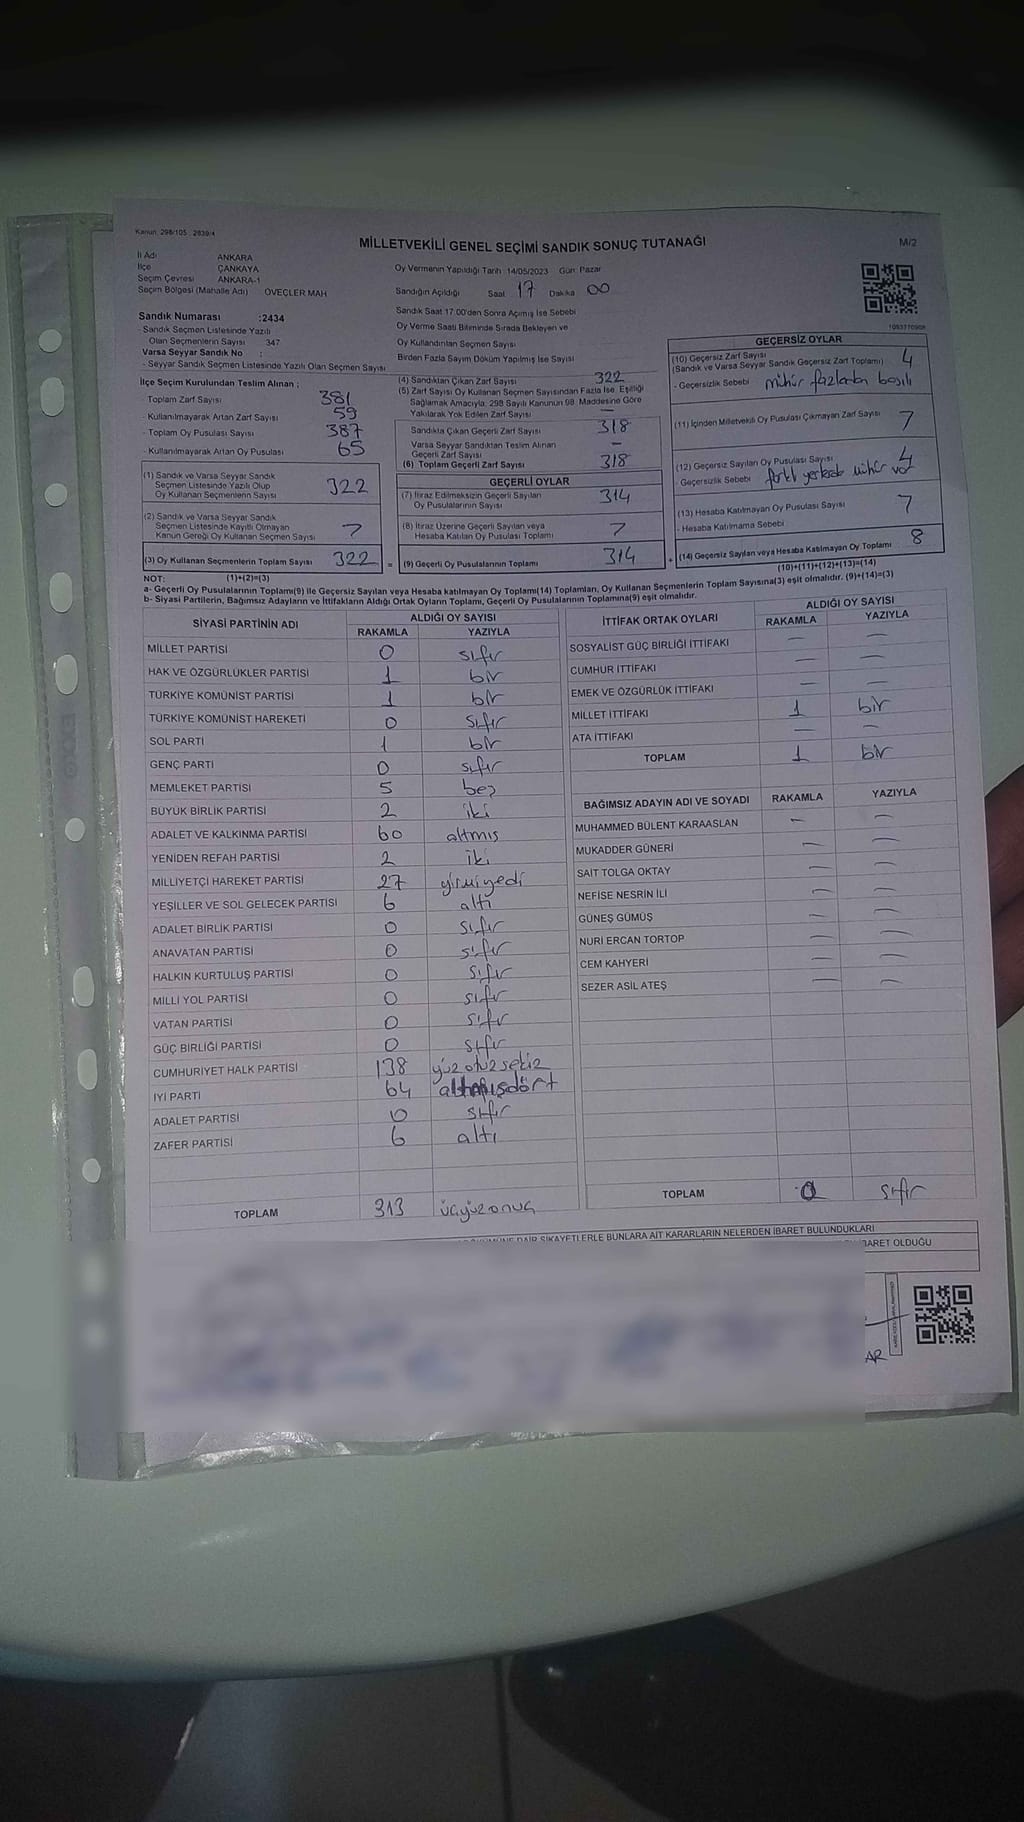 Kanun: 298/105 , 2839/4
MİLLETVEKİLİ GENEL SEÇİMİ SANDIK SONUÇ TUTANAĞI
M/2
İl Adı ANKARA
İlçe ÇANKAYA
Seçim Çevresi ANKARA-1
Seçim Bölgesi (Mahalle Adı) ÖVEÇLER MAH
Sandık Numarası :2434
- Sandık Seçmen Listesinde Yazılı
Olan Seçmenlerin Sayısı 347
Varsa Seyyar Sandık No :
- Seyyar Sandık Seçmen Listesinde Yazılı Olan Seçmen Sayısı
Oy Vermenin Yapıldığı Tarih :14/05/2023 Gün: Pazar
Sandığın Açıldığı Saat 17 Dakika 00
Sandık Saat 17.00'den Sonra Açılmış İse Sebebi
Oy Verme Saati Bitiminde Sırada Bekleyen ve
Oy Kullandırılan Seçmen Sayısı
Birden Fazla Sayım Döküm Yapılmış İse Sayısı
İlçe Seçim Kurulundan Teslim Alınan ;
- Toplam Zarf Sayısı 381
- Kullanılmayarak Artan Zarf Sayısı 59
- Toplam Oy Pusulası Sayısı 387
- Kullanılmayarak Artan Oy Pusulası 65
(1) Sandık ve Varsa Seyyar Sandık
Seçmen Listesinde Yazılı Olup
Oy Kullanan Seçmenlerin Sayısı 322
(2) Sandık ve Varsa Seyyar Sandık
Seçmen Listesinde Kayıtlı Olmayan
Kanun Gereği Oy Kullanan Seçmen Sayısı
(3) Oy Kullanan Seçmenlerin Toplam Sayısı 322
(4) Sandıktan Çıkan Zarf Sayısı 322
(5) Zarf Sayısı Oy Kullanan Seçmen Sayısından Fazla İse, Eşitliği
Sağlamak Amacıyla, 298 Sayılı Kanunun 98. Maddesine Göre
Yakılarak Yok Edilen Zarf Sayısı —
Sandıkta Çıkan Geçerli Zarf Sayısı 318
Varsa Seyyar Sandıktan Teslim Alınan
Geçerli Zarf Sayısı -
(6) Toplam Geçerli Zarf Sayısı 318
GEÇERLİ OYLAR
(7) İtiraz Edilmeksizin Geçerli Sayılan
Oy Pusulalarının Sayısı 314
(8) İtiraz Üzerine Geçerli Sayılan veya
Hesaba Katılan Oy Pusulası Toplamı
(9) Geçerli Oy Pusulalarının Toplamı 314
GEÇERSİZ OYLAR
(10) Geçersiz Zarf Sayısı
(Sandık ve Varsa Seyyar Sandık Geçersiz Zarf Toplamı) 4
- Geçersizlik Sebebi mühür fazladan basılı
(11) İçinden Milletvekili Oy Pusulası Çıkmayan Zarf Sayısı
(12) Geçersiz Sayılan Oy Pusulası Sayısı 4
- Geçersizlik Sebebi farklı yerlerde mühür var
(13) Hesaba Katılmayan Oy Pusulası Sayısı
- Hesaba Katılmama Sebebi
(14) Geçersiz Sayılan veya Hesaba Katılmayan Oy Toplamı 8
NOT: (1)+(2)=(3)
(10)+(11)+(12)+(13)=(14)
a- Geçerli Oy Pusulalarının Toplamı(9) ile Geçersiz Sayılan veya Hesaba katılmayan Oy Toplamı(14) Toplamları, Oy Kullanan Seçmenlerin Toplam Sayısına(3) eşit olmalıdır. (9)+(14)=(3)
b- Siyasi Partilerin, Bağımsız Adayların ve İttifakların Aldığı Ortak Oyların Toplamı, Geçerli Oy Pusulalarının Toplamına(9) eşit olmalıdır.
SİYASİ PARTİNİN ADI ALDIĞI OY SAYISI
RAKAMLA YAZIYLA
MİLLET PARTİSİ 0 sıfır
HAK VE ÖZGÜRLÜKLER PARTİSİ 1 bir
TÜRKİYE KOMÜNİST PARTİSİ 1 bir
TÜRKİYE KOMÜNİST HAREKETİ 0 sıfır
SOL PARTİ 1 bir
GENÇ PARTİ 0 sıfır
MEMLEKET PARTİSİ 5 beş
BÜYÜK BİRLİK PARTİSİ 2 iki
ADALET VE KALKINMA PARTİSİ 60 altmış
YENİDEN REFAH PARTİSİ 2 iki
MİLLİYETÇİ HAREKET PARTİSİ 27 yirmiyedi
YEŞİLLER VE SOL GELECEK PARTİSİ 6 altı
ADALET BİRLİK PARTİSİ 0 sıfır
ANAVATAN PARTİSİ 0 sıfır
HALKIN KURTULUŞ PARTİSİ 0 sıfır
MİLLİ YOL PARTİSİ 0 sıfır
VATAN PARTİSİ 0 sıfır
GÜÇ BİRLİĞİ PARTİSİ 0 sıfır
CUMHURİYET HALK PARTİSİ 138 yüz otuz sekiz
İYİ PARTİ 64 altmışdört
ADALET PARTİSİ 0 sıfır
ZAFER PARTİSİ 6 altı
TOPLAM 313 üçyüzonüç
İTTİFAK ORTAK OYLARI ALDIĞI OY SAYISI
RAKAMLA YAZIYLA
SOSYALİST GÜÇ BİRLİĞİ İTTİFAKI — —
CUMHUR İTTİFAKI — —
EMEK VE ÖZGÜRLÜK İTTİFAKI — —
MİLLET İTTİFAKI 1 bir
ATA İTTİFAKI — —
TOPLAM 1 bir
BAĞIMSIZ ADAYIN ADI VE SOYADI RAKAMLA YAZIYLA
MUHAMMED BÜLENT KARAASLAN — —
MUKADDER GÜNERİ — —
SAİT TOLGA OKTAY — —
NEFİSE NESRİN İLİ — —
GÜNEŞ GÜMÜŞ — —
NURİ ERCAN TORTOP — —
CEM KAHYERİ — —
SEZER ASİL ATEŞ — —
TOPLAM 0 sıfır
DAİR ŞİKAYETLERLE BUNLARA AİT KARARLARIN NELERDEN İBARET BULUNDUKLARI
OLDUĞU
AR